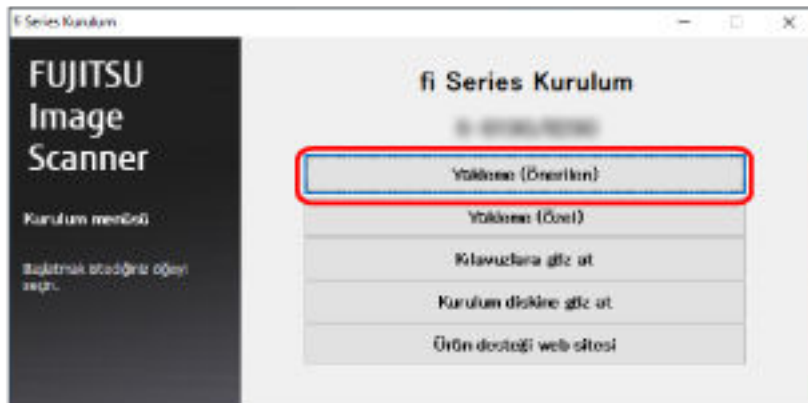 fi Series Kurulum
FUJITSU
Image
Scanner
Kurulum menüsü
Başlatmak istediğiniz öğeyi
seçin.
fi Series Kurulum
Yükleme (Önerilen)
Yükleme (Özel)
Kılavuzlara göz at
Kurulum diskine göz at
Ürün desteği web sitesi